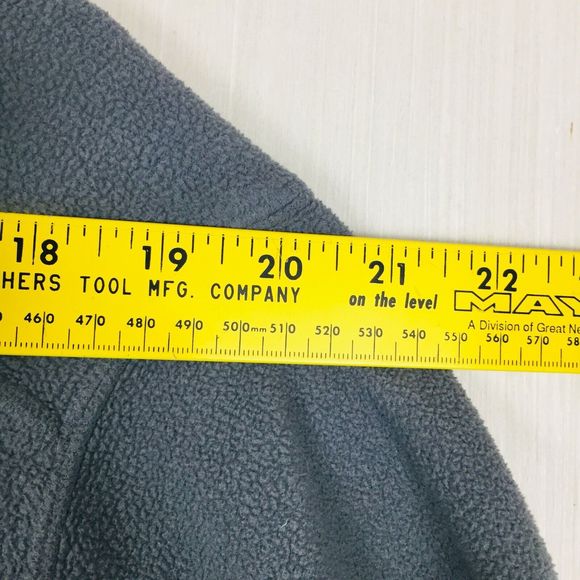 18 19 20 21 22
HERS TOOL MFG. COMPANY on the level MAY
A Division of Great Ne
460 470 480 490 500mm 510 520 530 540 550 560 570 58